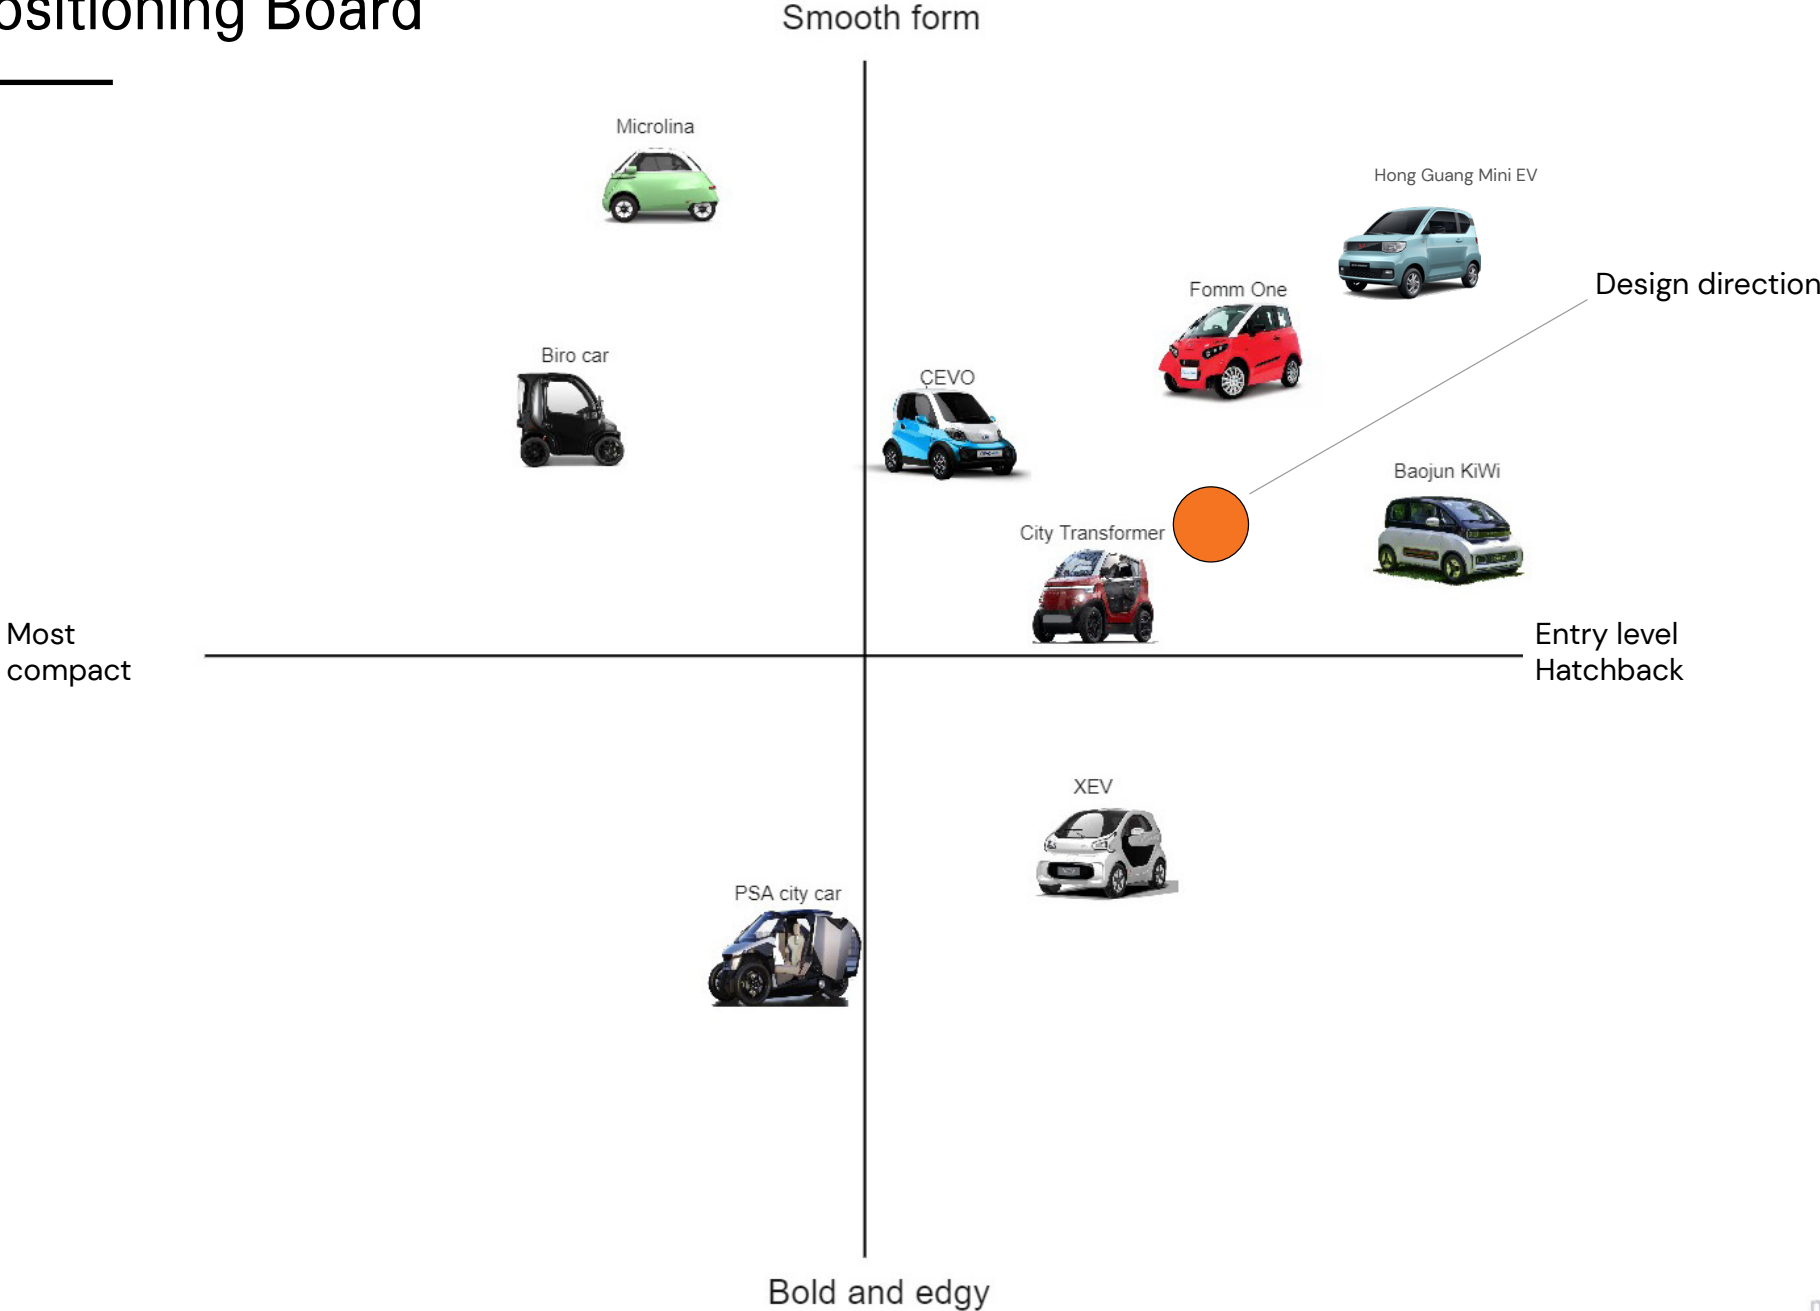 ositioning Board
Smooth form
Microlina
Hong Guang Mini EV
Design direction
Fomm One
Biro car
CEVO
Baojun KiWi
City Transformer
Most
compact
Entry level
Hatchback
XEV
PSA city car
Bold and edgy